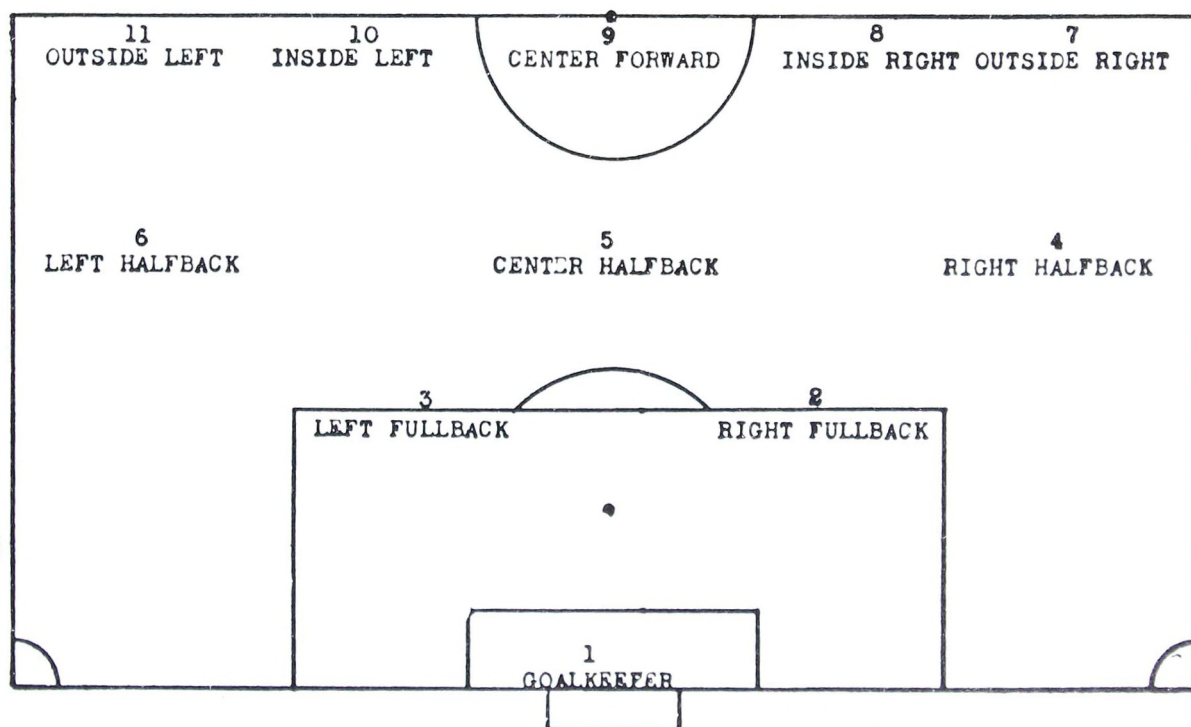 11 10 9 8 7
OUTSIDE LEFT INSIDE LEFT CENTER FORWARD INSIDE RIGHT OUTSIDE RIGHT
6 5 4
LEFT HALFBACK CENTER HALFBACK RIGHT HALFBACK
3 2
LEFT FULLBACK RIGHT FULLBACK
1
GOALKEEPER